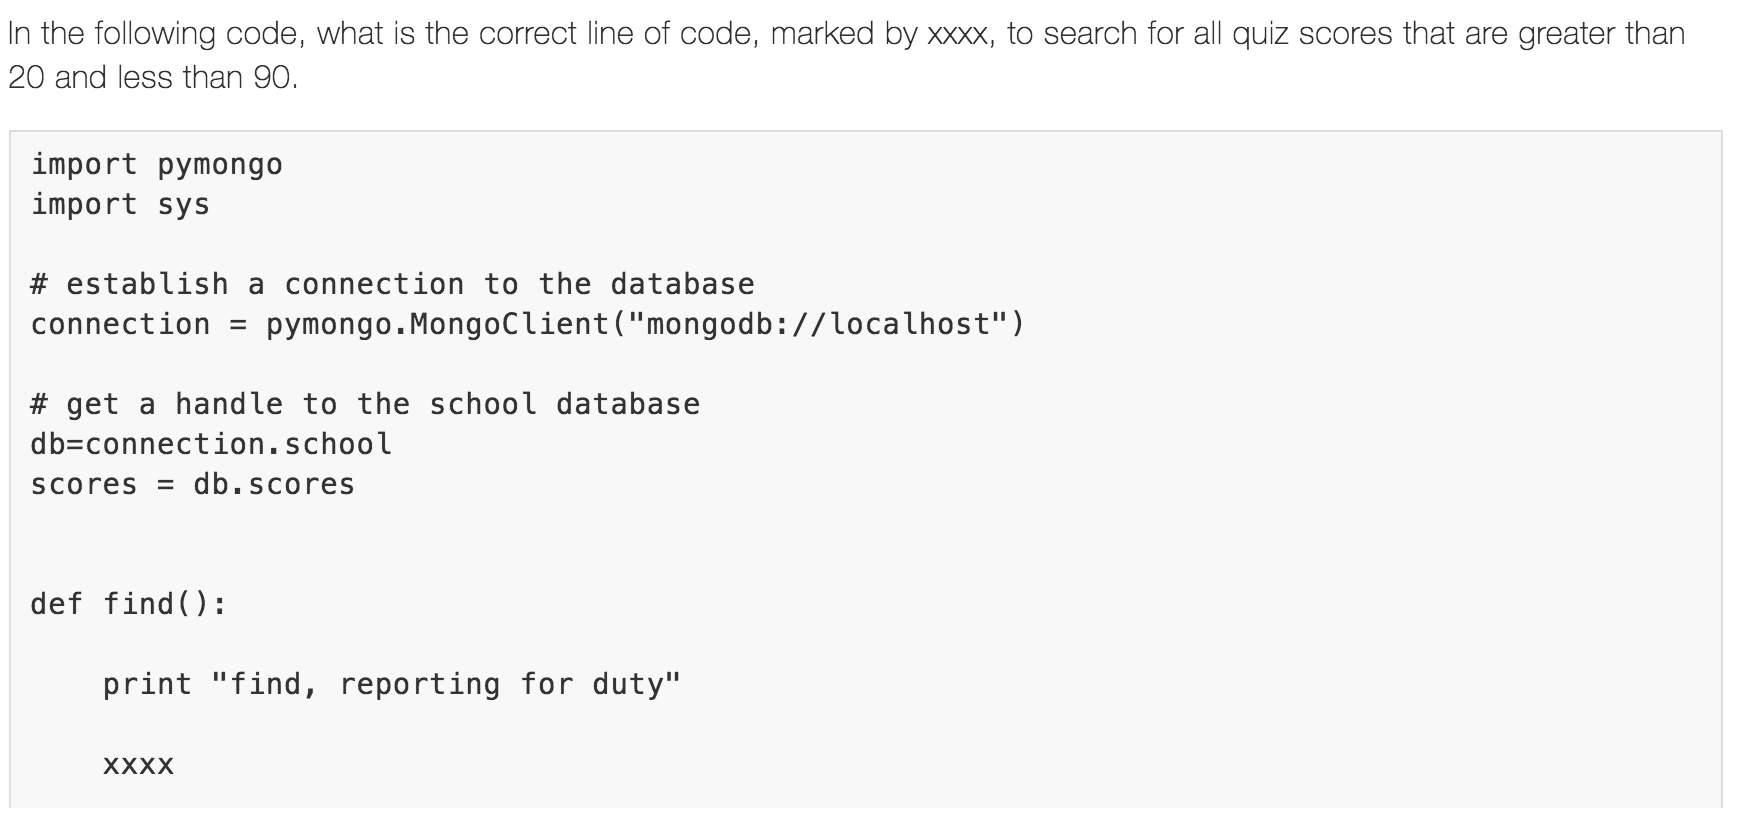 In the following code, what is the correct line of code, marked by xxxx, to search for all quiz scores that are greater than
20 and less than 90.
import pymongo
import sys
# establish a connection to the database
connection = pymongo.MongoClient("mongodb://localhost")
# get a handle to the school database
db=connection.school
scores = db.scores
def find():
    print "find, reporting for duty"
    xxxx